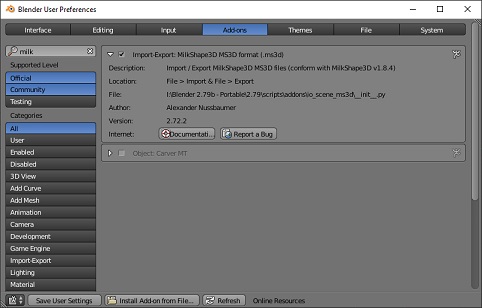 Blender User Preferences
Interface Editing Input Add-ons Themes File System
milk
Supported Level
Official
Community
Testing
Categories
All
User
Enabled
Disabled
3D View
Add Curve
Add Mesh
Animation
Camera
Development
Game Engine
Import-Export
Lighting
Material
Import-Export: MilkShape3D MS3D format (.ms3d)
Description: Import / Export MilkShape3D MS3D files (conform with MilkShape3D v1.8.4)
Location: File > Import & File > Export
File: I:\Blender 2.79b - Portable\2.79\scripts\addons\io_scene_ms3d\__init__.py
Author: Alexander Nussbaumer
Version: 2.72.2
Internet: Documentati... Report a Bug
Object: Carver MT
Save User Settings Install Add-on from File... Refresh Online Resources